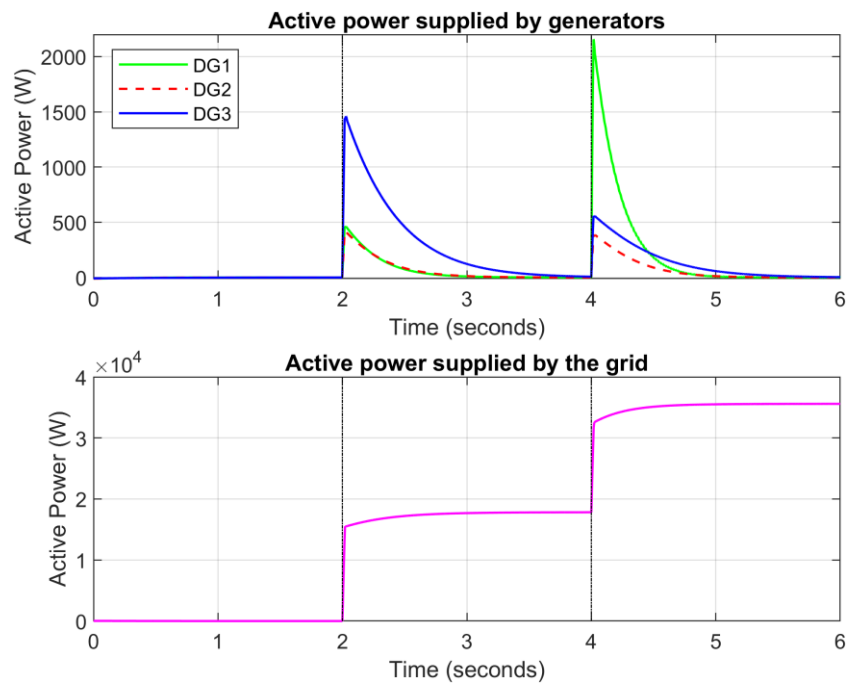 Active power supplied by generators
Active Power (W)
2000
1500
1000
500
0
DG1
DG2
DG3
0 1 2 3 4 5 6
Time (seconds)
Active power supplied by the grid
×10^4
Active Power (W)
4
3
2
1
0
0 1 2 3 4 5 6
Time (seconds)